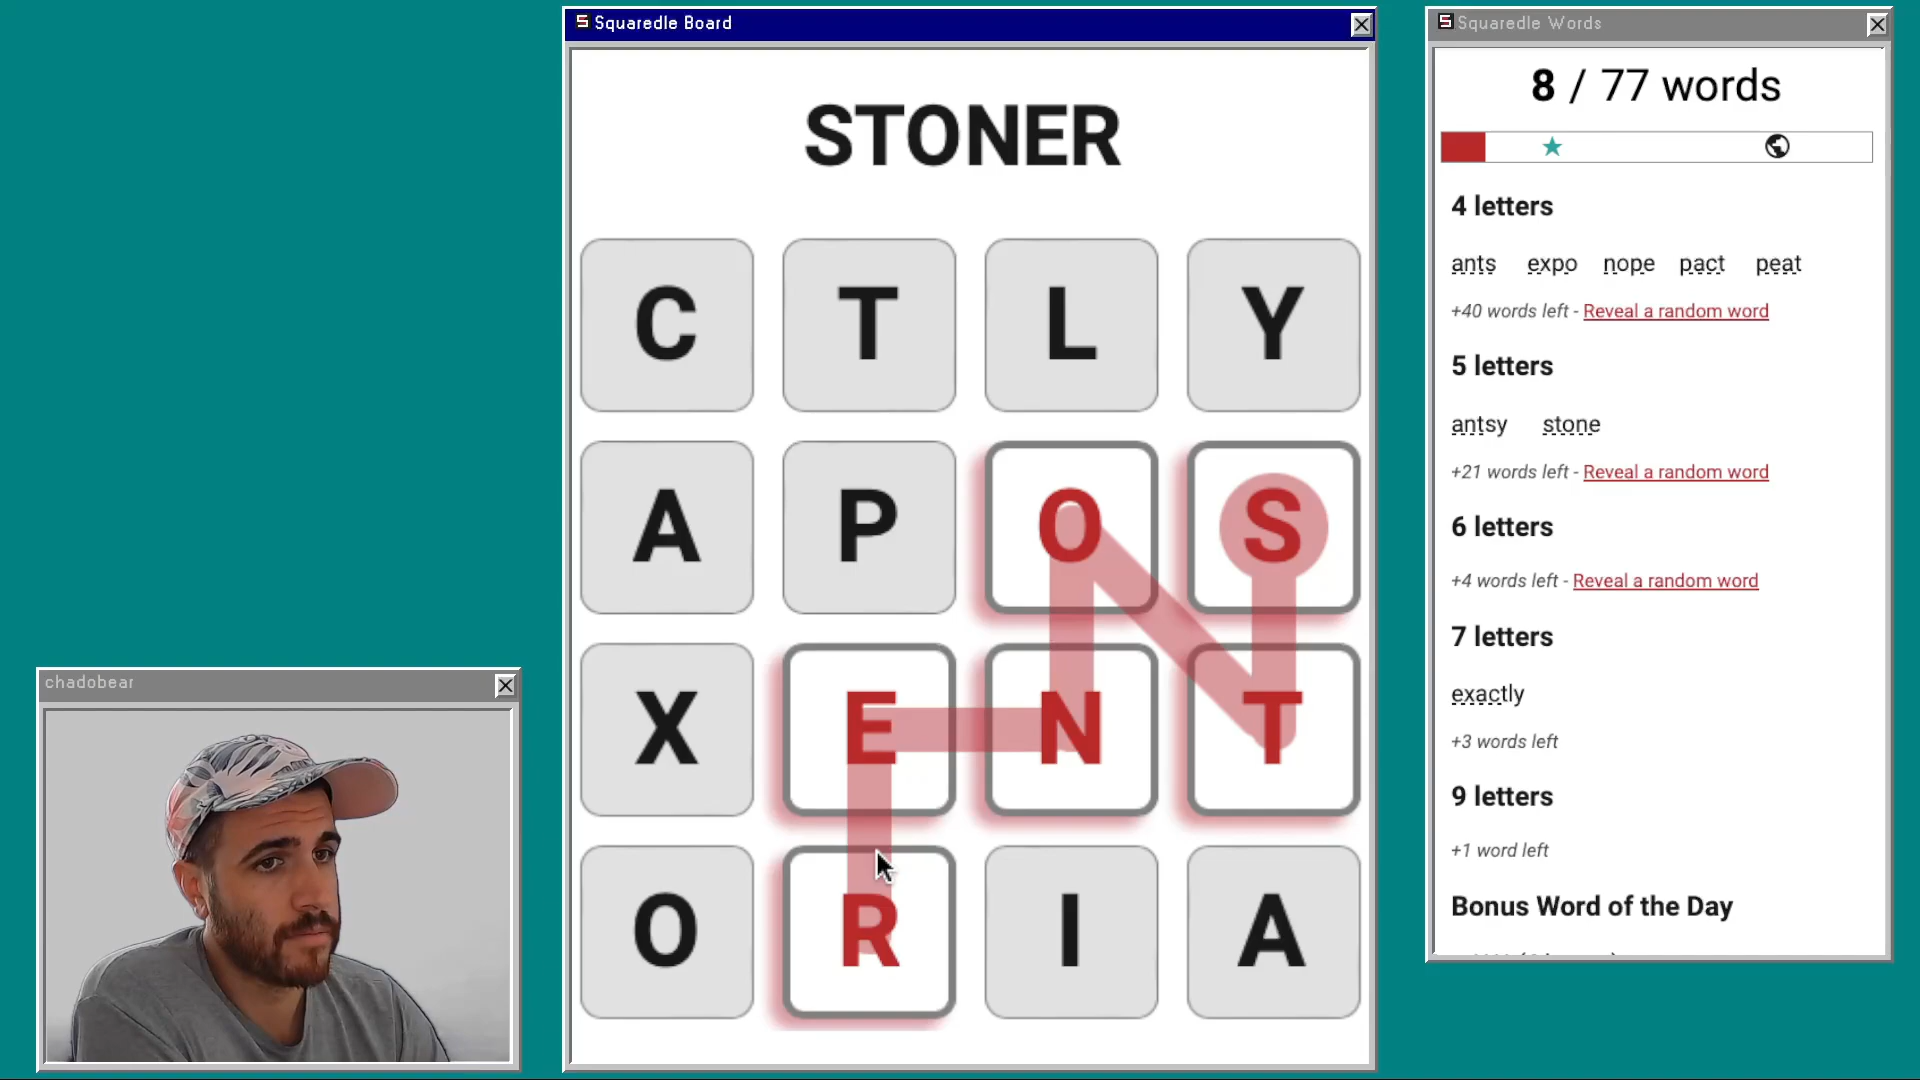 Squaredle Board
STONER
C T L Y
A P O S
X E N T
O R I A
Squaredle Words
8 / 77 words
4 letters
ants expo nope pact peat
+40 words left - Reveal a random word
5 letters
antsy stone
+21 words left - Reveal a random word
6 letters
+4 words left - Reveal a random word
7 letters
exactly
+3 words left
9 letters
+1 word left
Bonus Word of the Day
chadobear